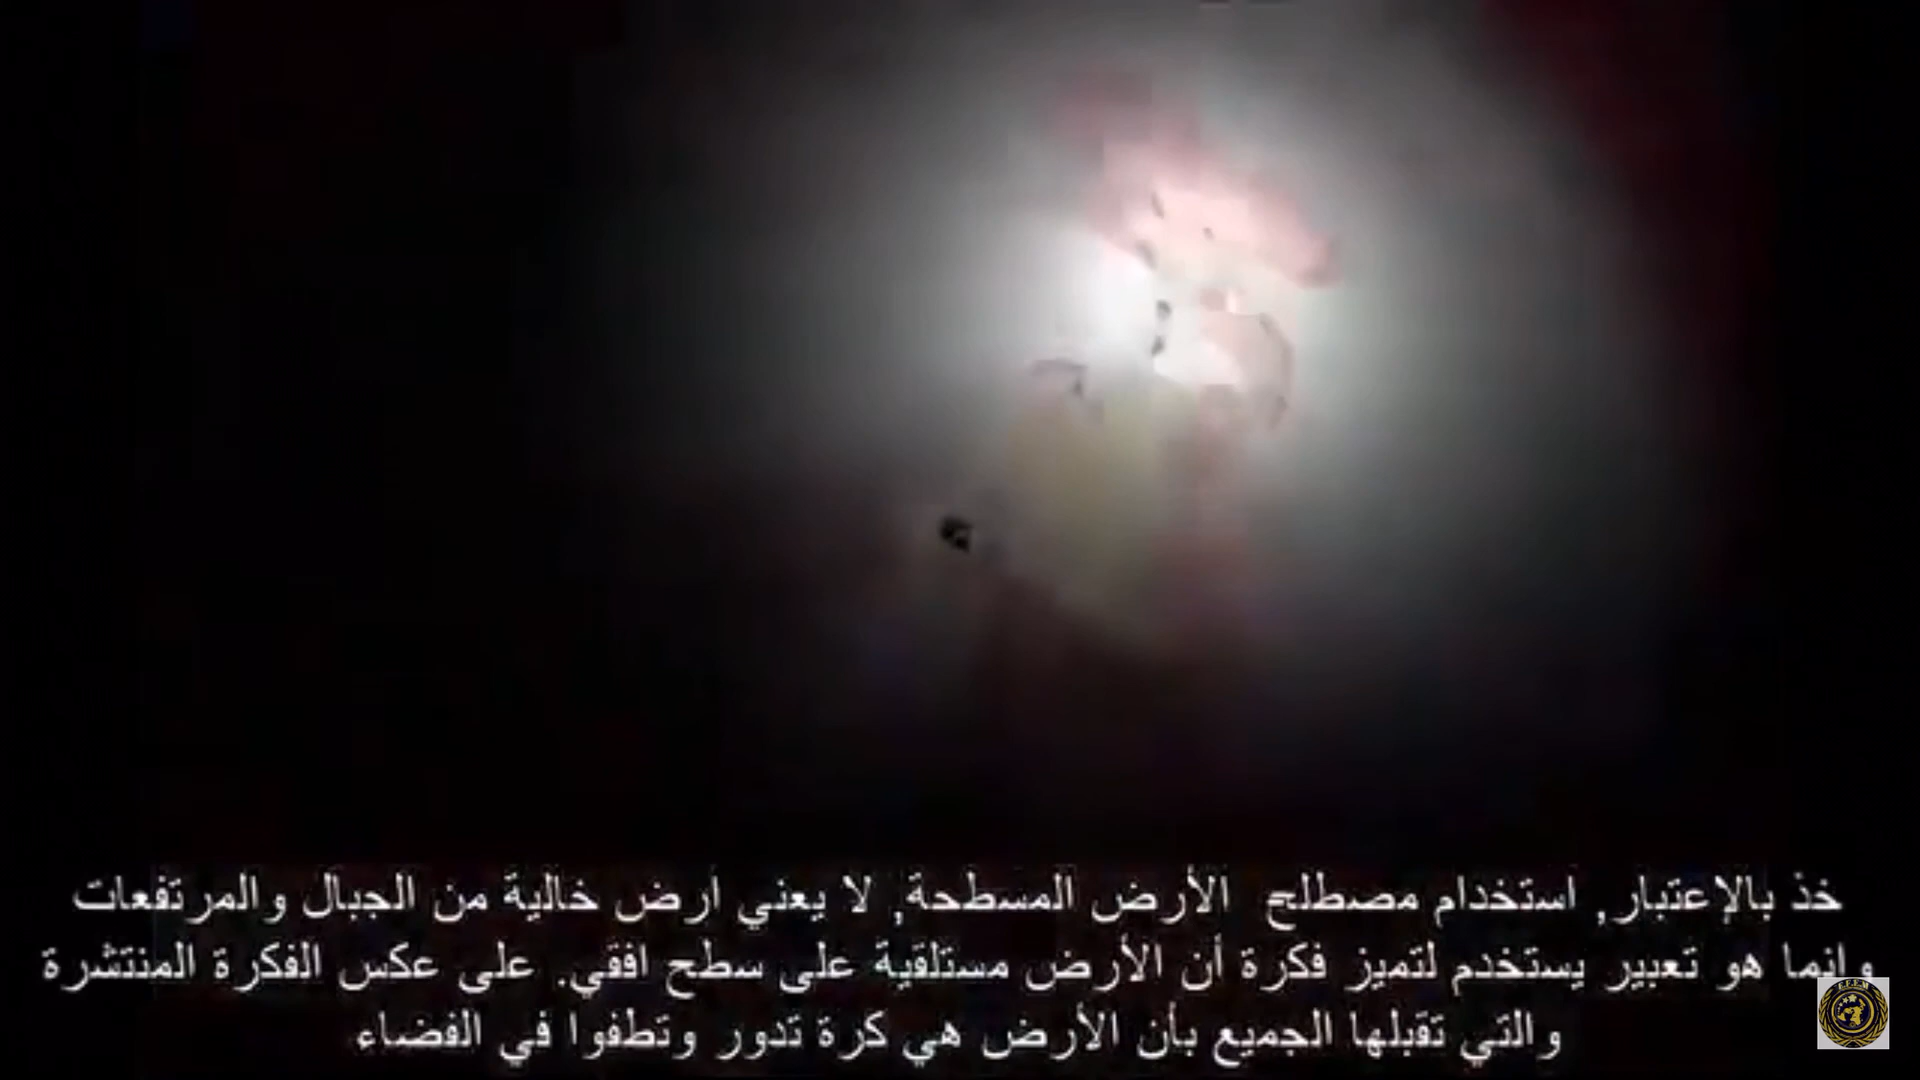 خذ بالإعتبار, استخدام مصطلح الأرض المسطحة, لا يعني ارض خالية من الجبال والمرتفعات
وانما هو تعبير يستخدم لتميز فكرة أن الأرض مستلقية على سطح افقي. على عكس الفكرة المنتشرة
والتي تقبلها الجميع بأن الأرض هي كرة تدور وتطفوا في الفضاء